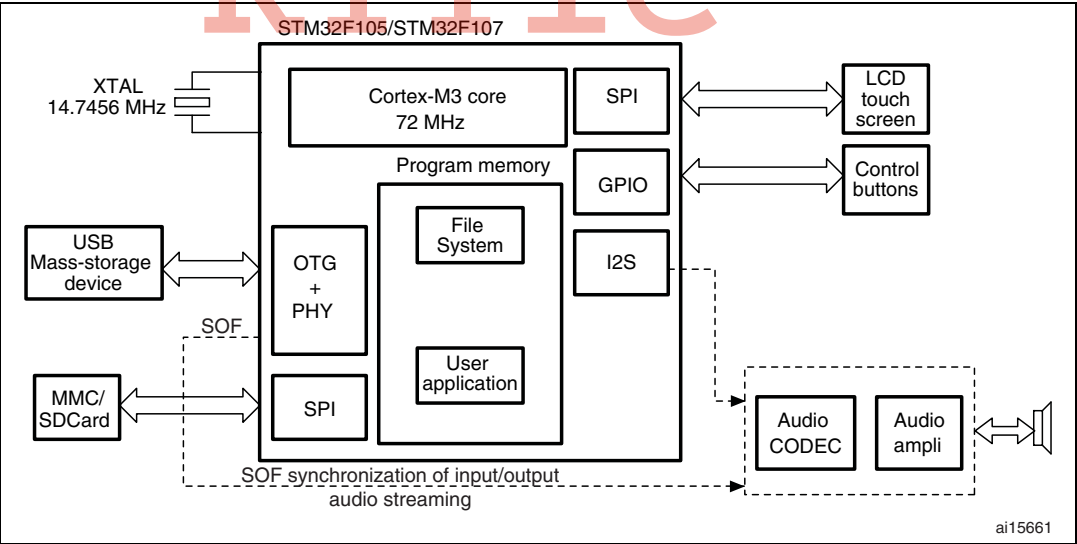 STM32F105/STM32F107
XTAL
14.7456 MHz
Cortex-M3 core
72 MHz
SPI
LCD
touch
screen
Program memory
GPIO
Control
buttons
File
System
USB
Mass-storage
device
OTG
+
PHY
I2S
SOF
User
application
MMC/
SDCard
SPI
Audio
CODEC
Audio
ampli
SOF synchronization of input/output
audio streaming
ai15661